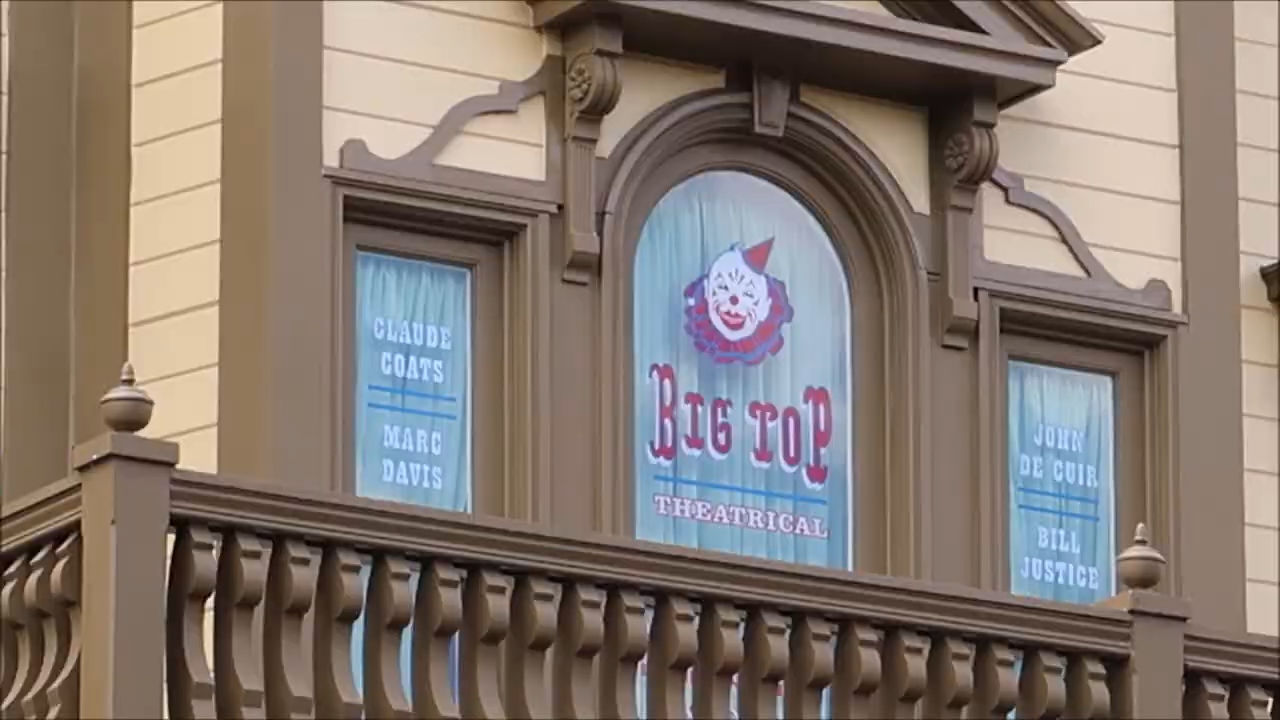 CLAUDE
COATS
MARC
DAVIS
BIG TOP
THEATRICAL
JOHN
DE CUIR
BILL
JUSTICE